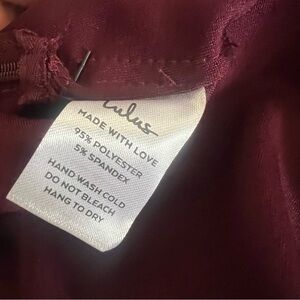 Lulus
MADE WITH LOVE
95% POLYESTER
5% SPANDEX
HAND WASH COLD
DO NOT BLEACH
HANG TO DRY